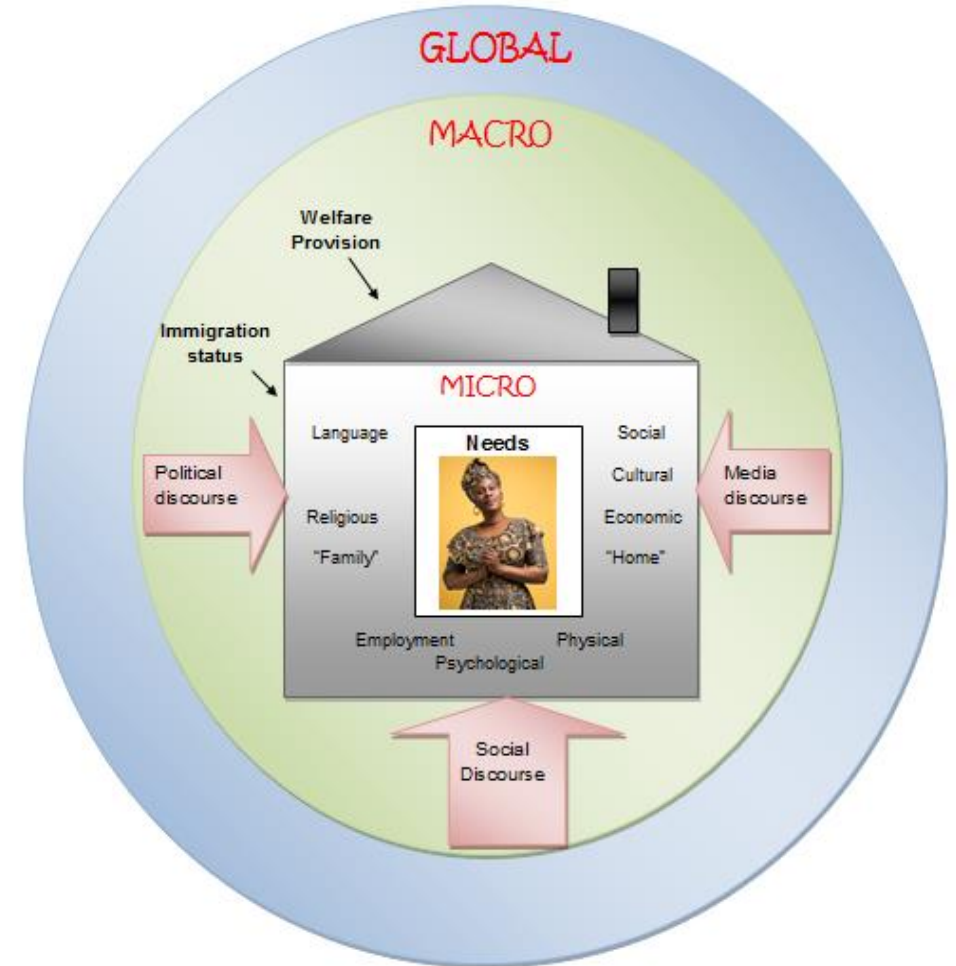 GLOBAL
MACRO
Welfare
Provision
Immigration
status
MICRO
Language
Needs
Social
Political
discourse
Cultural
Media
discourse
Religious
Economic
"Family"
"Home"
Employment
Physical
Psychological
Social
Discourse